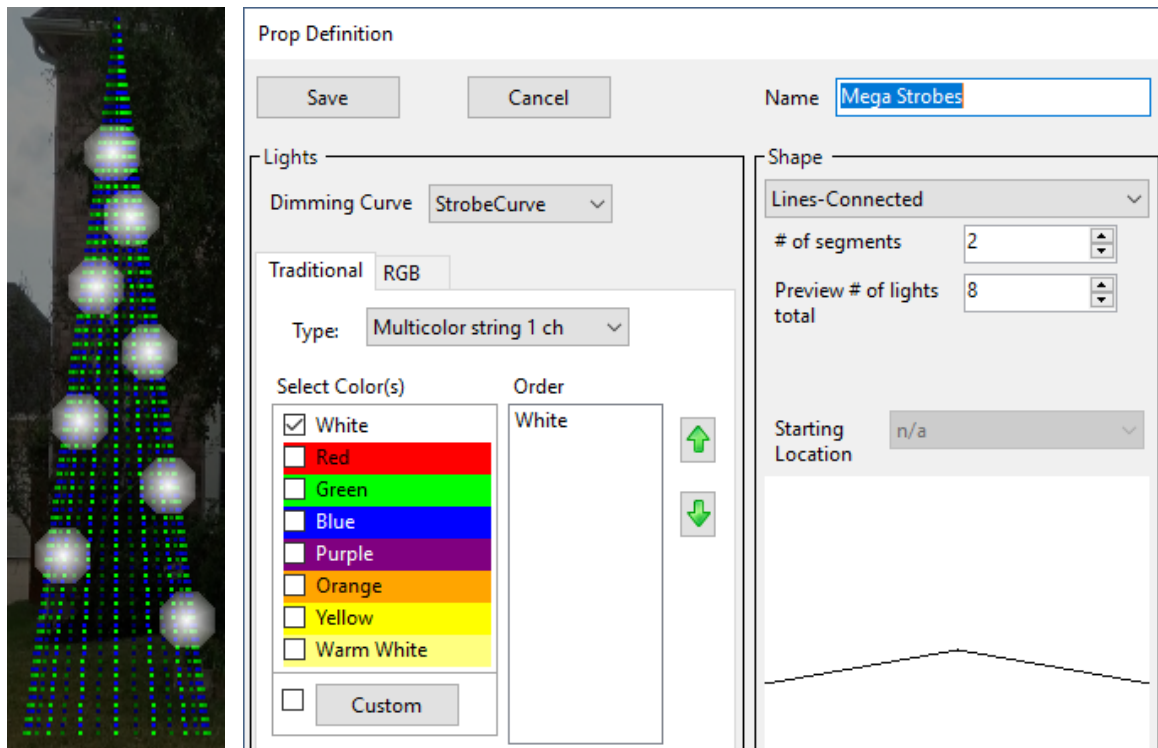 Prop Definition
Save
Cancel
Name
Mega Strobes
Lights
Dimming Curve
StrobeCurve
Traditional
RGB
Type:
Multicolor string 1 ch
Select Color(s)
Order
White
Red
Green
Blue
Purple
Orange
Yellow
Warm White
Custom
White
Shape
Lines-Connected
# of segments
2
Preview # of lights
total
8
Starting
Location
n/a